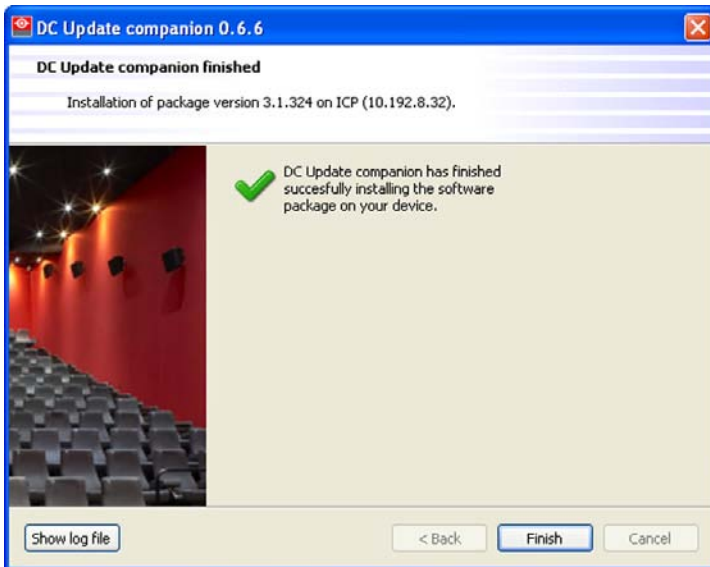 DC Update companion 0.6.6
DC Update companion finished
Installation of package version 3.1.324 on ICP (10.192.8.32).
DC Update companion has finished
succesfully installing the software
package on your device.
Show log file
< Back
Finish
Cancel